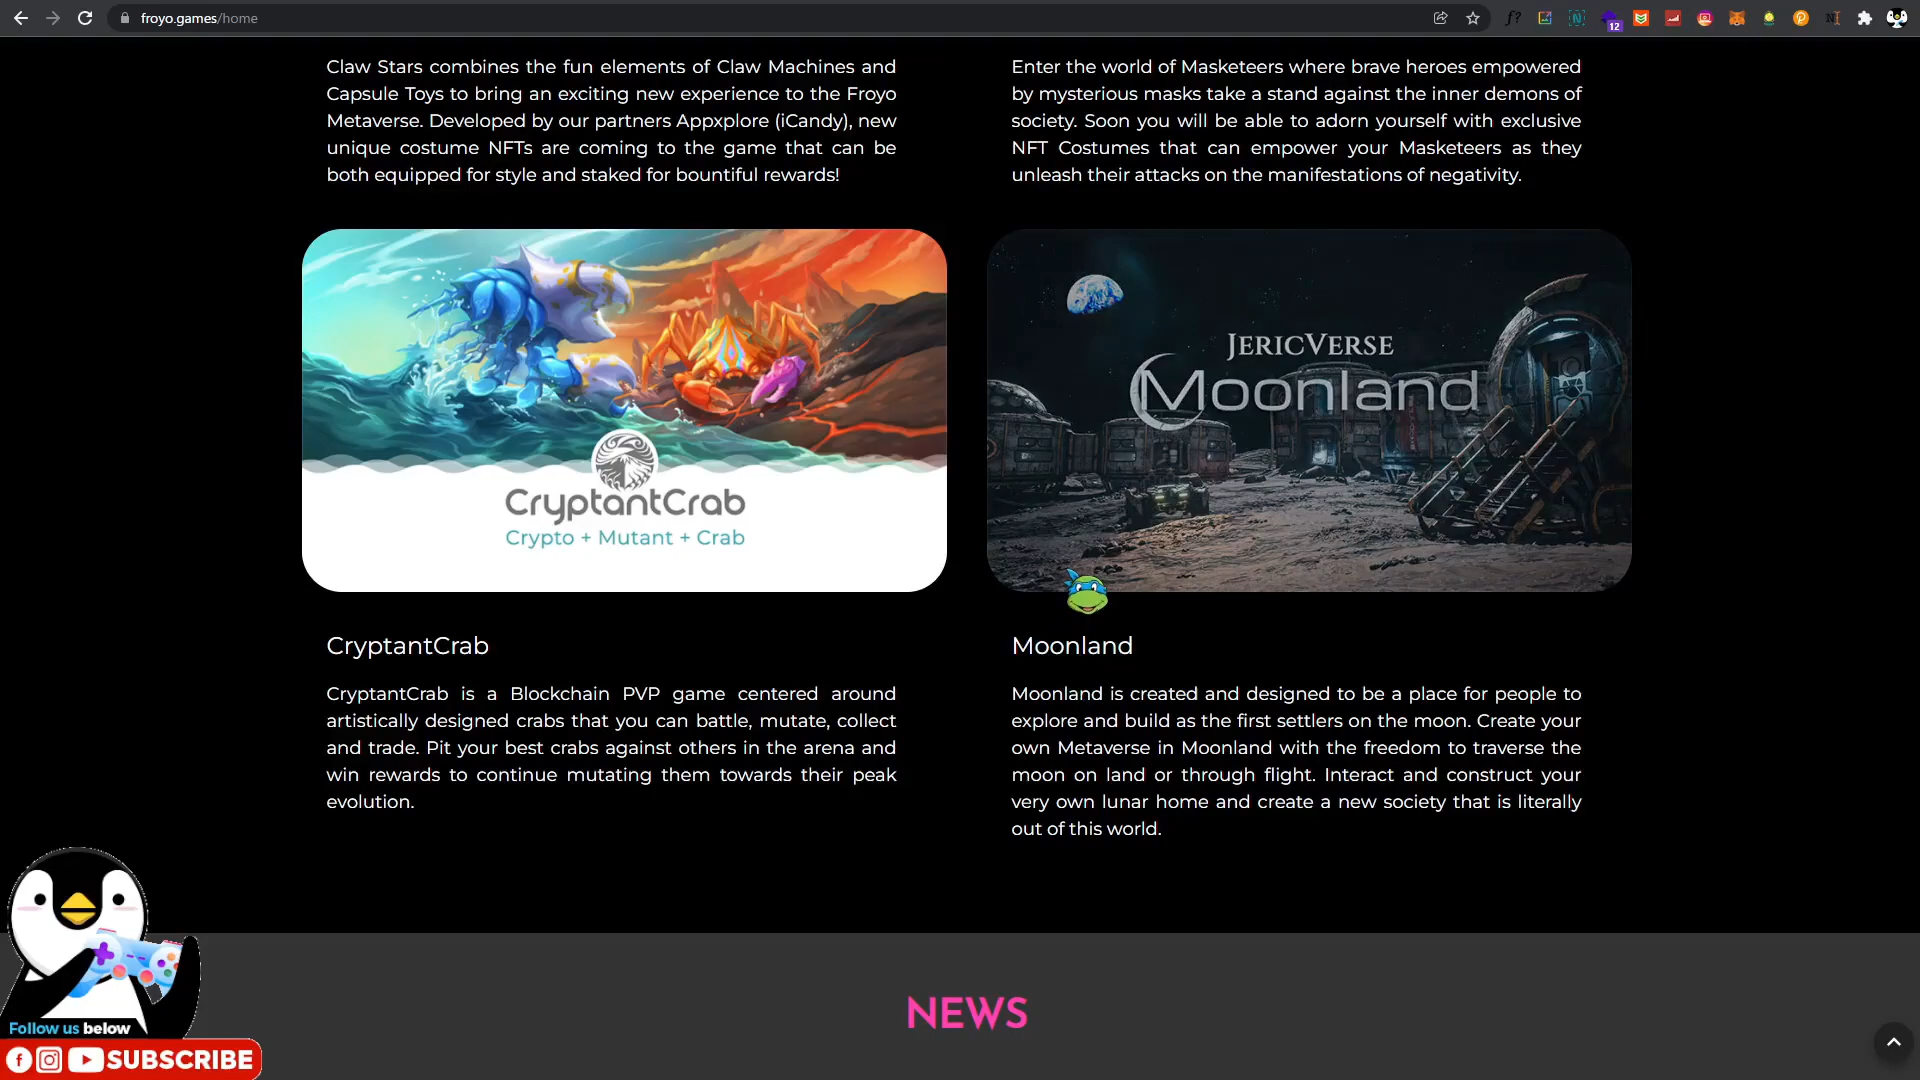 froyo.games/home
f?
12
Claw Stars combines the fun elements of Claw Machines and
Capsule Toys to bring an exciting new experience to the Froyo
Metaverse. Developed by our partners Appxplore (iCandy), new
unique costume NFTs are coming to the game that can be
both equipped for style and staked for bountiful rewards!
Enter the world of Masketeers where brave heroes empowered
by mysterious masks take a stand against the inner demons of
society. Soon you will be able to adorn yourself with exclusive
NFT Costumes that can empower your Masketeers as they
unleash their attacks on the manifestations of negativity.
CryptantCrab
Crypto + Mutant + Crab
JERICVERSE
Moonland
CryptantCrab
CryptantCrab is a Blockchain PVP game centered around
artistically designed crabs that you can battle, mutate, collect
and trade. Pit your best crabs against others in the arena and
win rewards to continue mutating them towards their peak
evolution.
Moonland
Moonland is created and designed to be a place for people to
explore and build as the first settlers on the moon. Create your
own Metaverse in Moonland with the freedom to traverse the
moon on land or through flight. Interact and construct your
very own lunar home and create a new society that is literally
out of this world.
NEWS
Follow us below
SUBSCRIBE